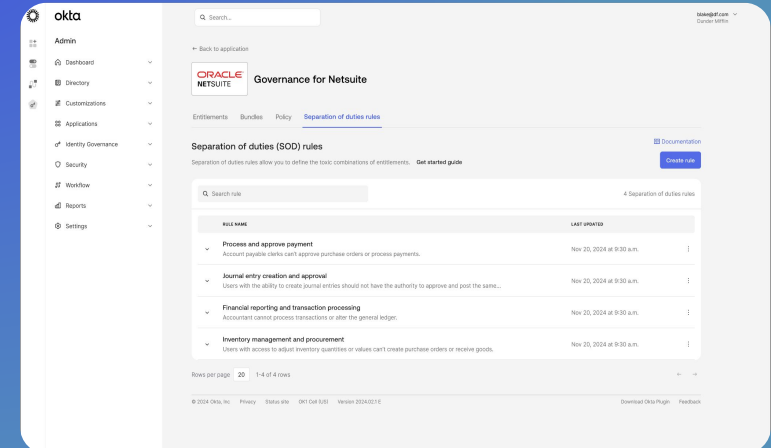 okta
Search...
blake@df.com
Gander Mifflin
Admin
Dashboard
Directory
Customizations
Applications
Identity Governance
Security
Workflow
Reports
Settings
← Back to application
ORACLE
NETSUITE
Governance for Netsuite
Entitlements Bundles Policy Separation of duties rules
Separation of duties (SOD) rules
Documentation
Separation of duties rules allow you to define the toxic combinations of entitlements. Get started guide
Create rule
Search rule
4 Separation of duties rules
RULE NAME LAST UPDATED
Process and approve payment
Account payable clerks can't approve purchase orders or process payments.
Nov 20, 2024 at 9:30 a.m.
Journal entry creation and approval
Users with the ability to create journal entries should not have the authority to approve and post the same...
Nov 20, 2024 at 9:30 a.m.
Financial reporting and transaction processing
Accountant cannot process transactions or alter the general ledger.
Nov 20, 2024 at 9:30 a.m.
Inventory management and procurement
Users with access to adjust inventory quantities or values can't create purchase orders or receive goods.
Nov 20, 2024 at 9:30 a.m.
Rows per page 20 1-4 of 4 rows
← →
© 2024 Okta, Inc Privacy Status site OK1 Cell (US) Version 2024.02.1 E Download Okta Plugin Feedback